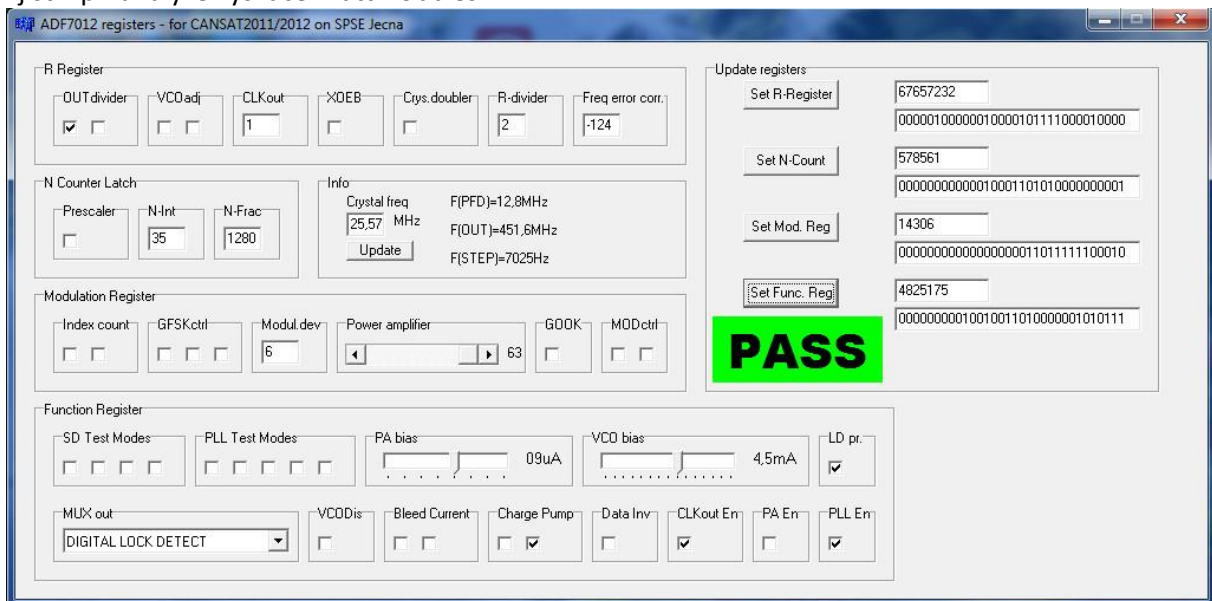 ADF7012 registers - for CANSAT2011/2012 on SPSE Jecna
R Register
OUTdivider
VCOadj
CLKout
XOEB
Crys.doubler
R-divider
Freq error corr.
1
2
-124
N Counter Latch
Prescaler
N-Int
N-Frac
35
1280
Info
Crystal freq
25,57 MHz
Update
F(PFD)=12,8MHz
F(OUT)=451,6MHz
F(STEP)=7025Hz
Modulation Register
Index count
GFSKctrl
Modul.dev
Power amplifier
GOOK
MODctrl
6
63
Update registers
Set R-Register
67657232
00000100000010000101111000010000
Set N-Count
578561
00000000000010001101010000000001
Set Mod. Reg
14306
00000000000000000011011111100010
Set Func. Reg
4825175
00000000010010011010000001010111
PASS
Function Register
SD Test Modes
PLL Test Modes
PA bias
09uA
VCO bias
4,5mA
LD pr.
MUX out
DIGITAL LOCK DETECT
VCODis
Bleed Current
Charge Pump
Data Inv
CLKout En
PA En
PLL En